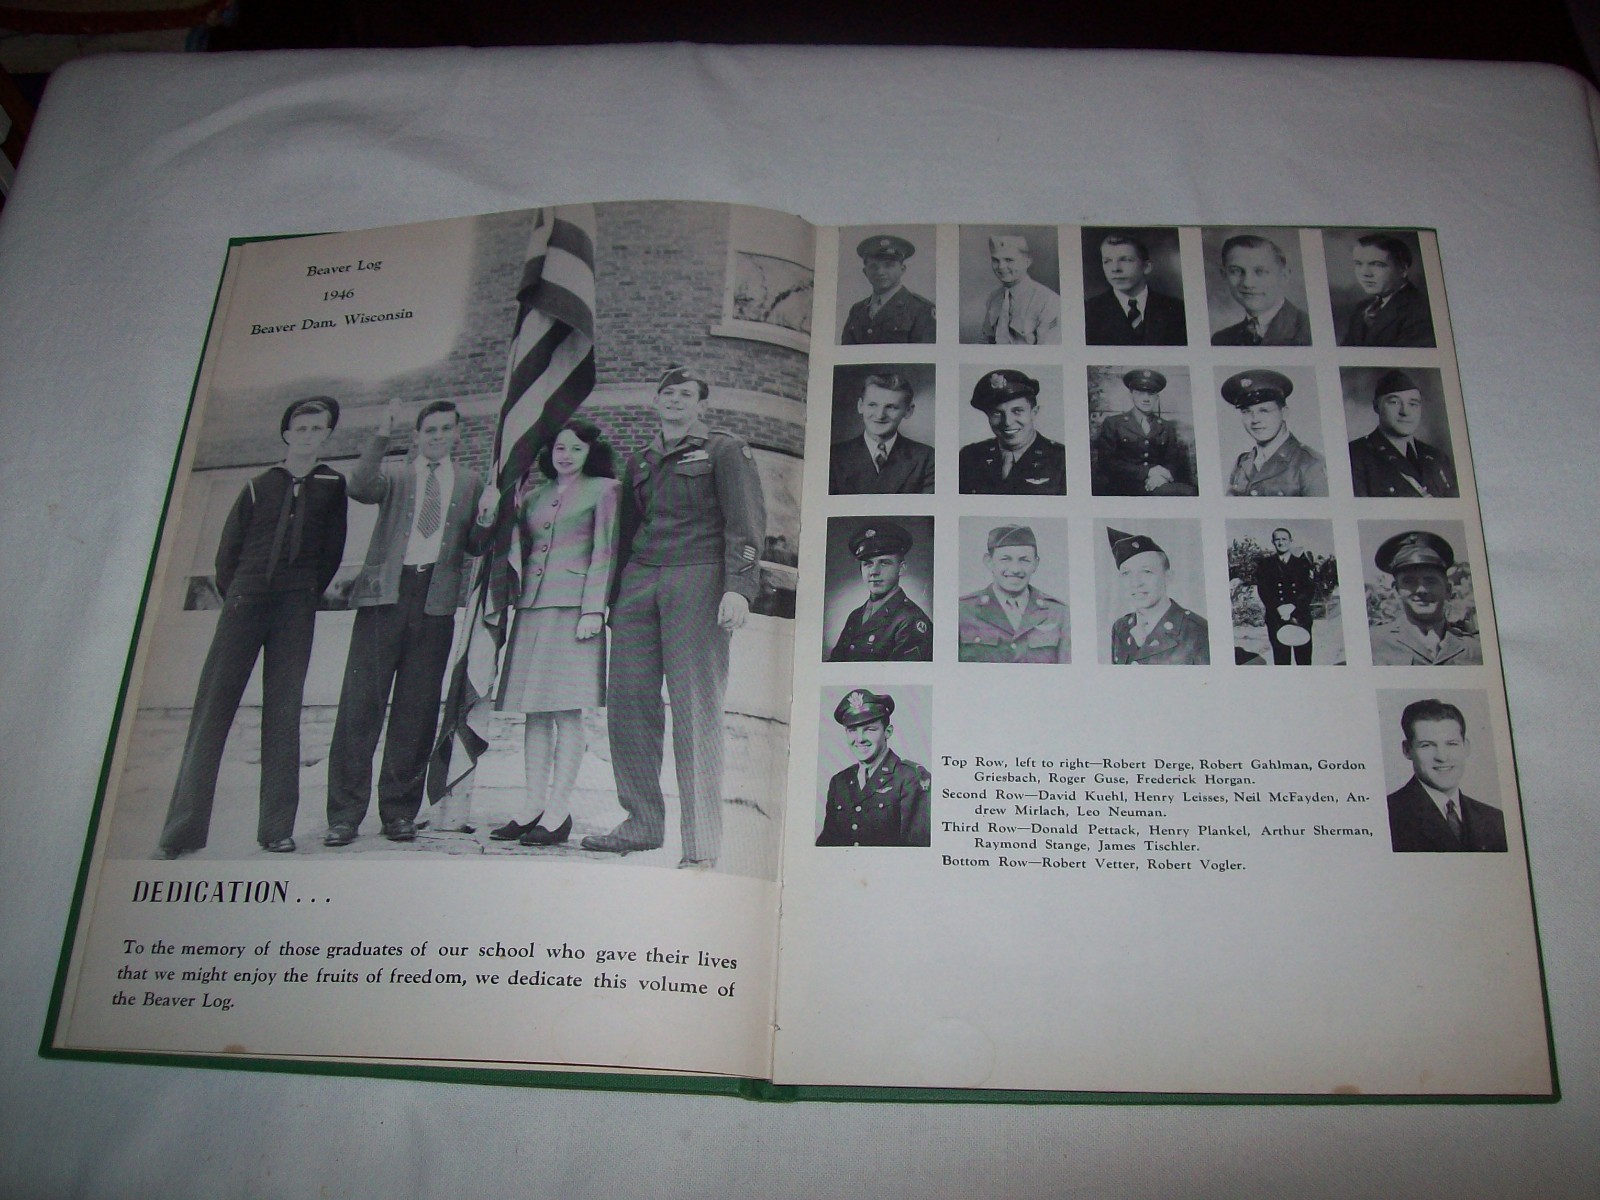 Beaver Log
1946
Beaver Dam, Wisconsin
DEDICATION...
To the memory of those graduates of our school who gave their lives
that we might enjoy the fruits of freedom, we dedicate this volume of
the Beaver Log.
Top Row, left to right—Robert Derge, Robert Gahlman, Gordon
Griesbach, Roger Guse, Frederick Horgan.
Second Row—David Kuehl, Henry Leisses, Neil McFayden, An-
drew Mirlach, Leo Neuman.
Third Row—Donald Pettack, Henry Plankel, Arthur Sherman,
Raymond Stange, James Tischler.
Bottom Row—Robert Vetter, Robert Vogler.